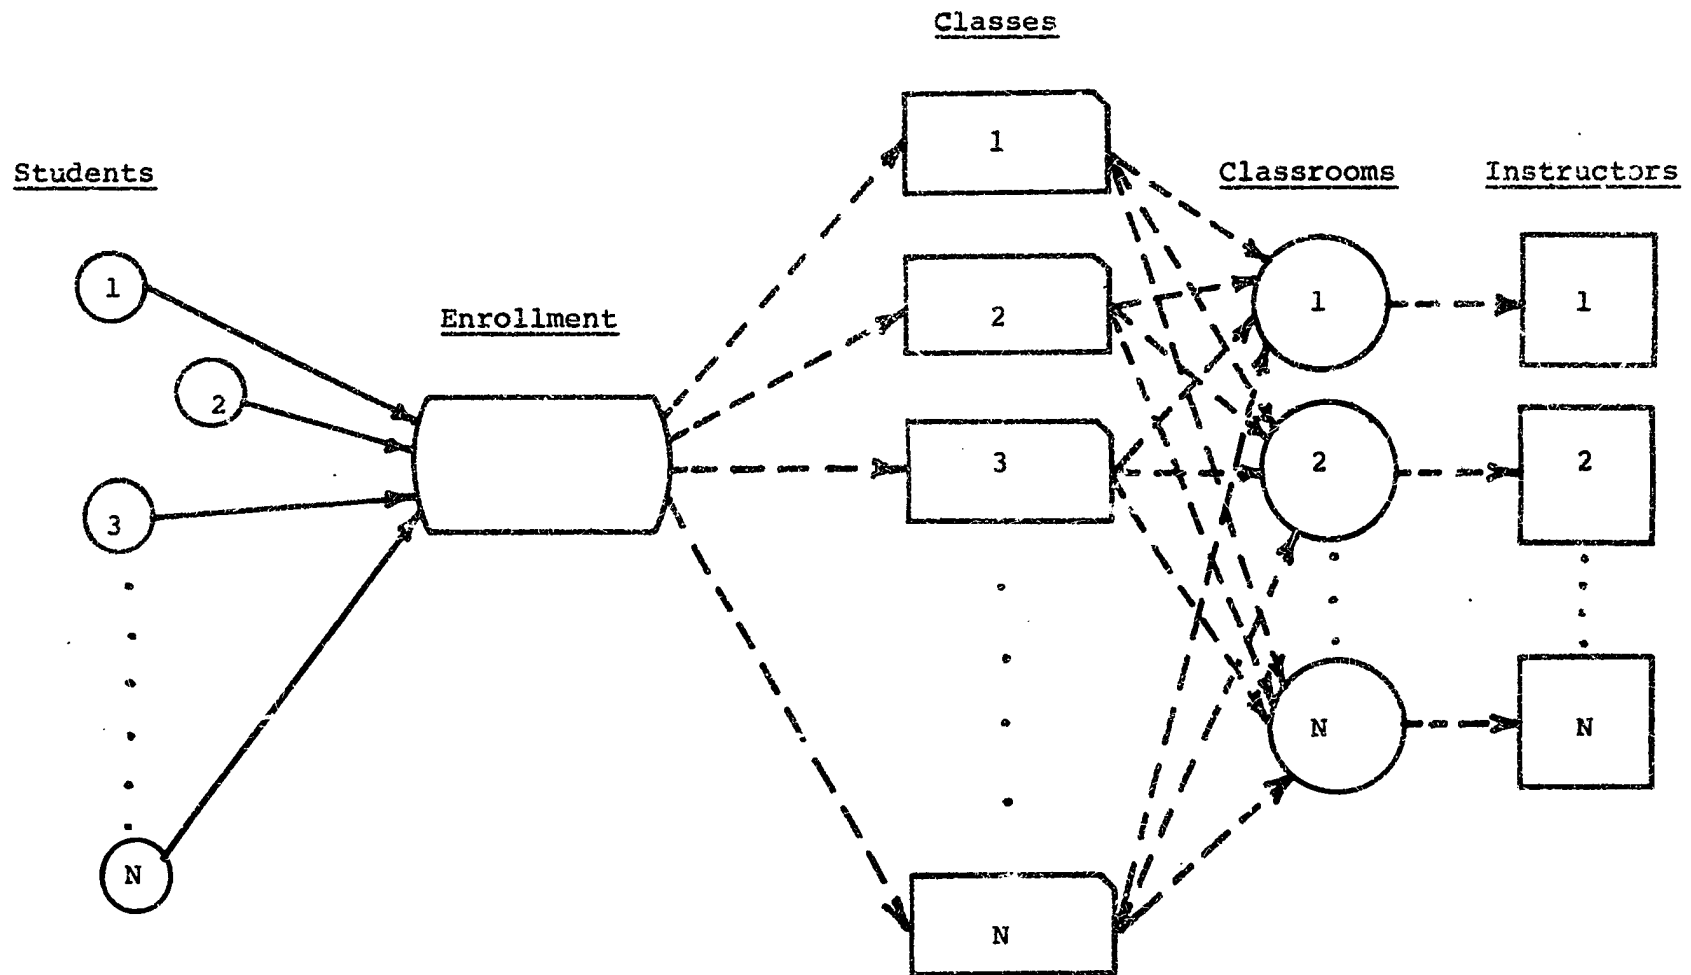 Classes
Students
Enrollment
Classrooms
Instructors
1
2
3
N
1
2
3
N
1
2
N
1
2
N